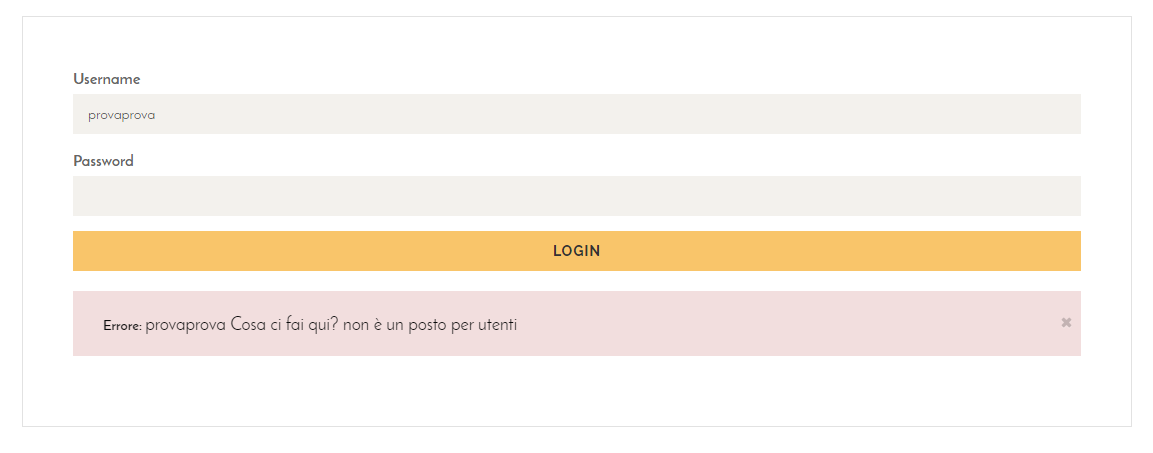 Username
provaprova
Password
LOGIN
Errore: provaprova Cosa ci fai qui? non è un posto per utenti